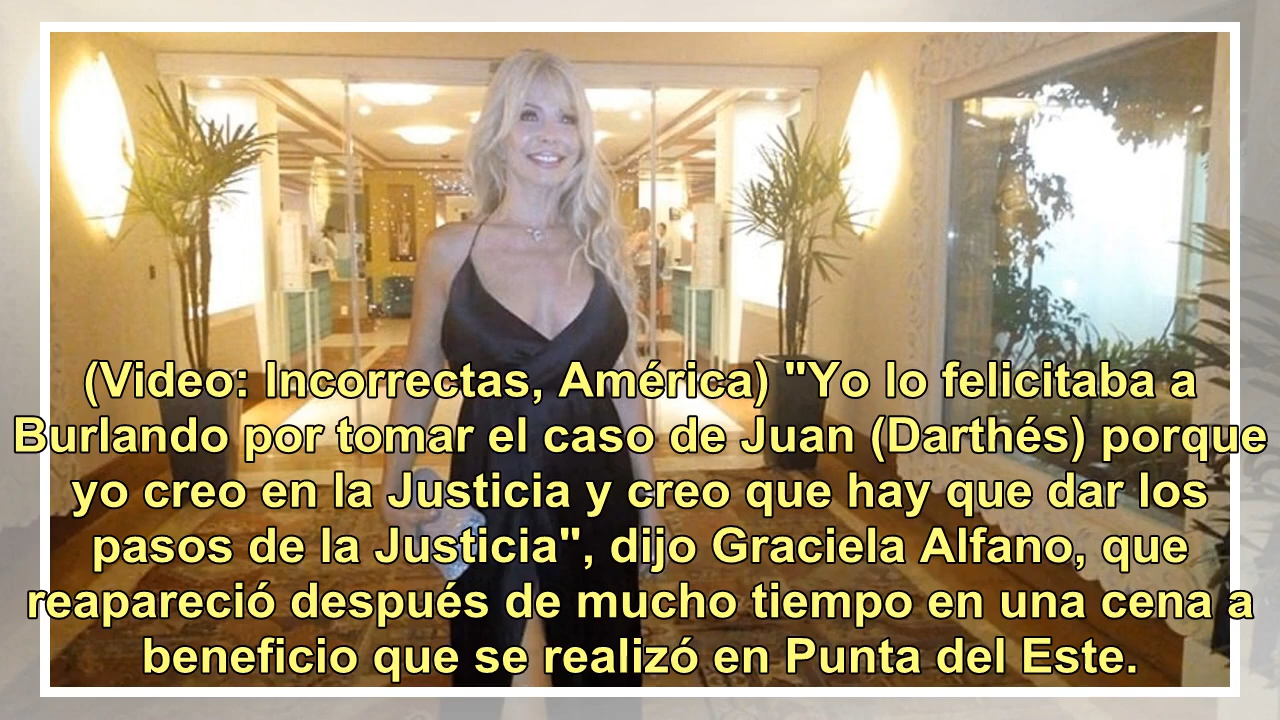 (Video: Incorrectas, América) "Yo lo felicitaba a
Burlando por tomar el caso de Juan (Darthés) porque
yo creo en la Justicia y creo que hay que dar los
pasos de la Justicia", dijo Graciela Alfano, que
reapareció después de mucho tiempo en una cena a
beneficio que se realizó en Punta del Este.